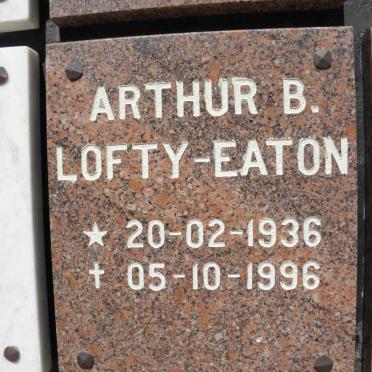 ARTHUR B.
LOFTY-EATON
★ 20-02-1936
† 05-10-1996